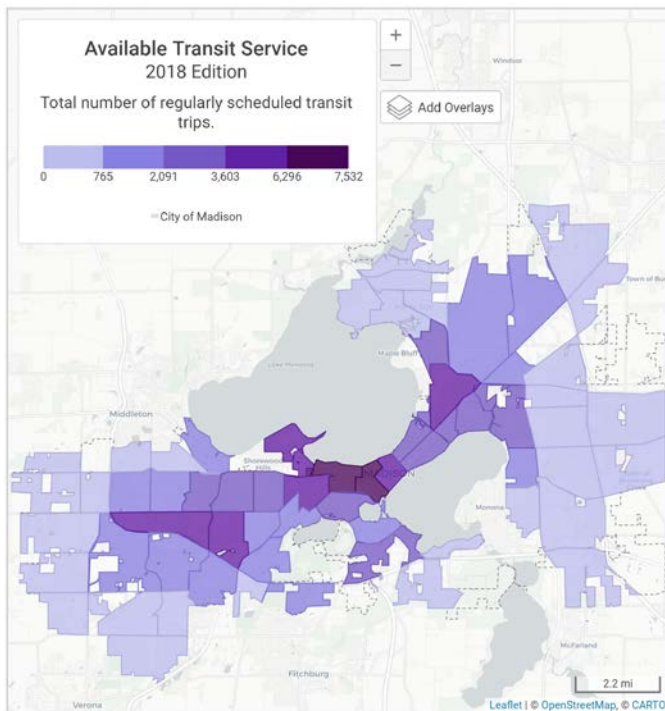 Available Transit Service
2018 Edition
Total number of regularly scheduled transit
trips.
0 765 2,091 3,603 6,296 7,532
City of Madison
+
−
Add Overlays
Windsor
Town of Bu
Maple Bluff
Lake Mendota
Middleton
Shorewood
Hills
Monona
McFarland
Fitchburg
Verona
2.2 mi
Leaflet | © OpenStreetMap, © CARTO